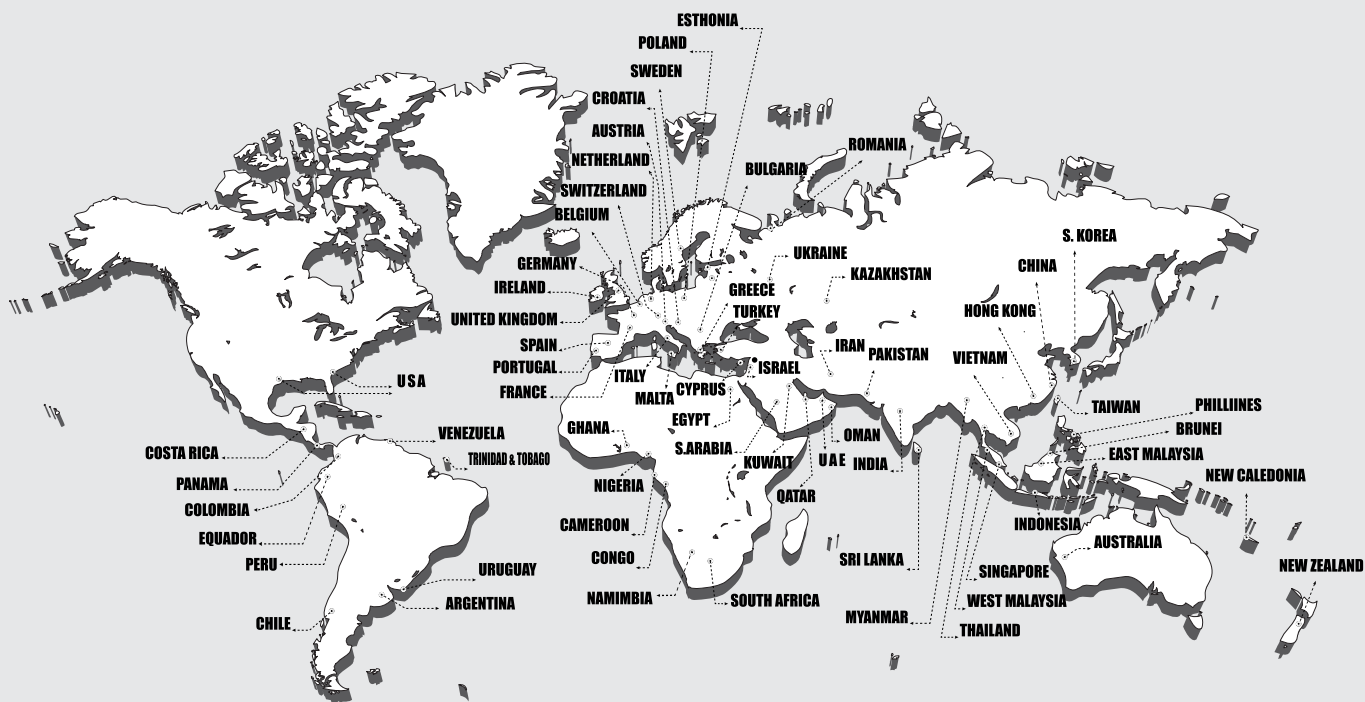 ESTHONIA
POLAND
SWEDEN
CROATIA
AUSTRIA
NETHERLAND
SWITZERLAND
BELGIUM
GERMANY
IRELAND
UNITED KINGDOM
SPAIN
PORTUGAL
FRANCE
ITALY
MALTA
CYPRUS
EGYPT
ISRAEL
BULGARIA
ROMANIA
UKRAINE
KAZAKHSTAN
GREECE
TURKEY
IRAN
PAKISTAN
S. KOREA
CHINA
HONG KONG
VIETNAM
TAIWAN
PHILLIINES
BRUNEI
EAST MALAYSIA
NEW CALEDONIA
INDONESIA
AUSTRALIA
NEW ZEALAND
SINGAPORE
WEST MALAYSIA
THAILAND
MYANMAR
SRI LANKA
INDIA
OMAN
UAE
QATAR
KUWAIT
S.ARABIA
GHANA
NIGERIA
CAMEROON
CONGO
NAMIMBIA
SOUTH AFRICA
USA
VENEZUELA
TRINIDAD & TOBAGO
COSTA RICA
PANAMA
COLOMBIA
EQUADOR
PERU
URUGUAY
ARGENTINA
CHILE